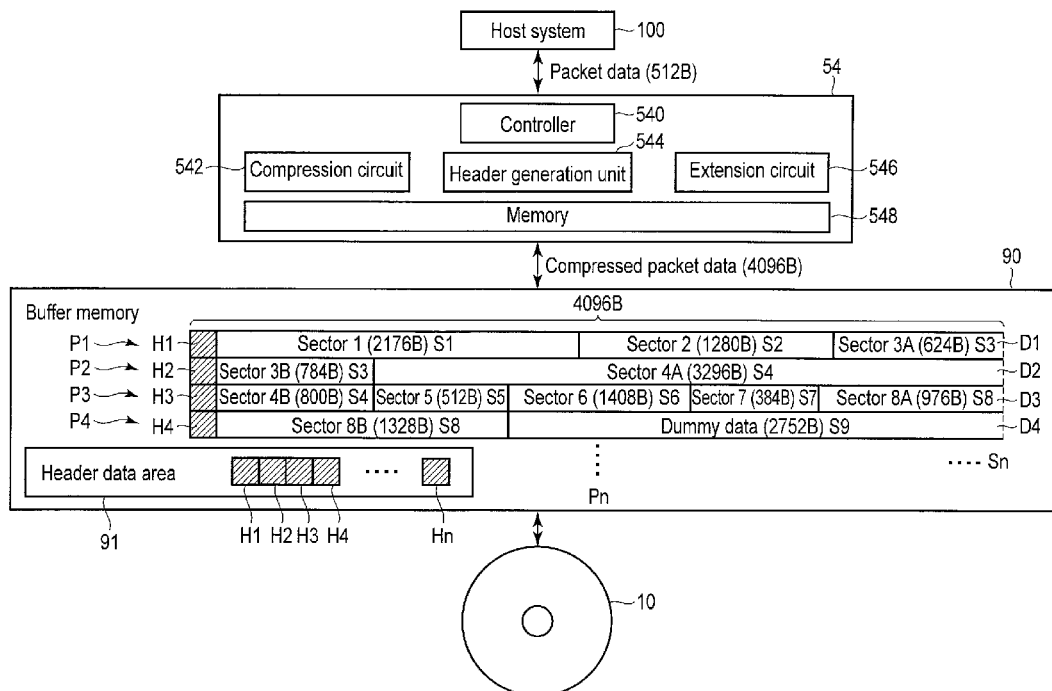 Host system 100
Packet data (512B)
54
Controller 540
544
542 Compression circuit Header generation unit Extension circuit 546
Memory 548
Compressed packet data (4096B)
90
4096B
Buffer memory
P1 H1 Sector 1 (2176B) S1 Sector 2 (1280B) S2 Sector 3A (624B) S3 D1
P2 H2 Sector 3B (784B) S3 Sector 4A (3296B) S4 D2
P3 H3 Sector 4B (800B) S4 Sector 5 (512B) S5 Sector 6 (1408B) S6 Sector 7 (384B) S7 Sector 8A (976B) S8 D3
P4 H4 Sector 8B (1328B) S8 Dummy data (2752B) S9 D4
Header data area ···· ···· Pn ···· Sn
91 H1 H2 H3 H4 Hn
10